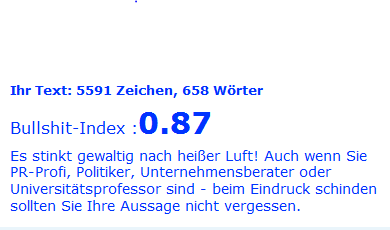 Ihr Text: 5591 Zeichen, 658 Wörter
Bullshit-Index :0.87
Es stinkt gewaltig nach heißer Luft! Auch wenn Sie
PR-Profi, Politiker, Unternehmensberater oder
Universitätsprofessor sind - beim Eindruck schinden
sollten Sie Ihre Aussage nicht vergessen.